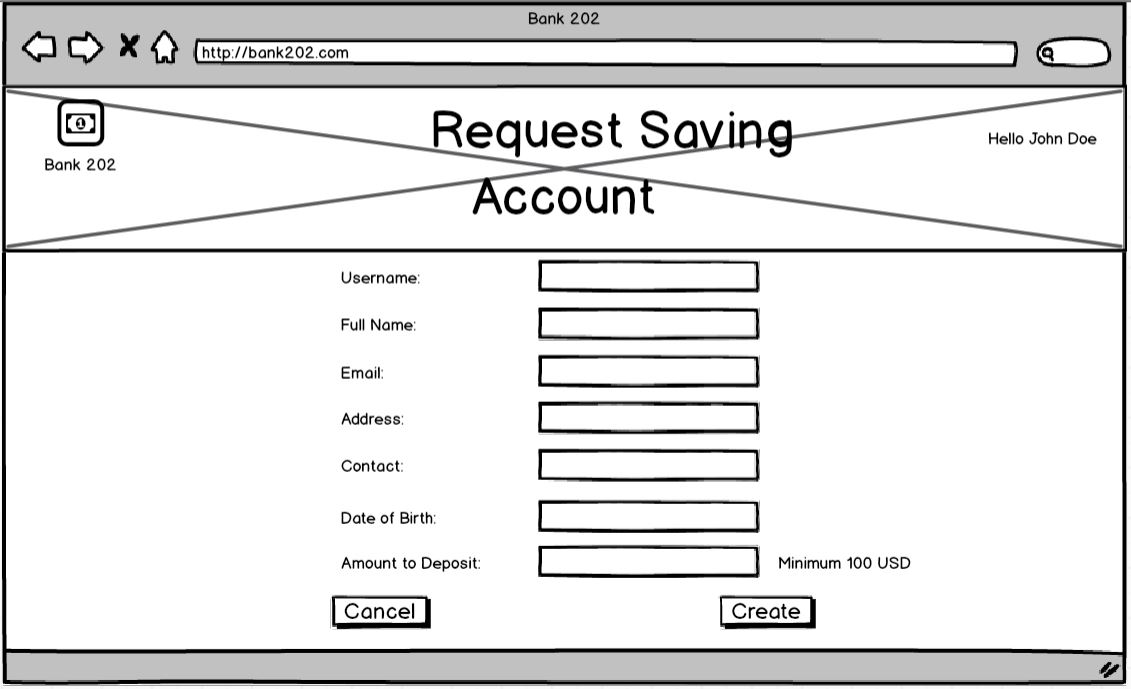 Bank 202
http://bank202.com
Request Saving
Account
Hello John Doe
Bank 202
Username:
Full Name:
Email:
Address:
Contact:
Date of Birth:
Amount to Deposit:
Minimum 100 USD
Cancel
Create